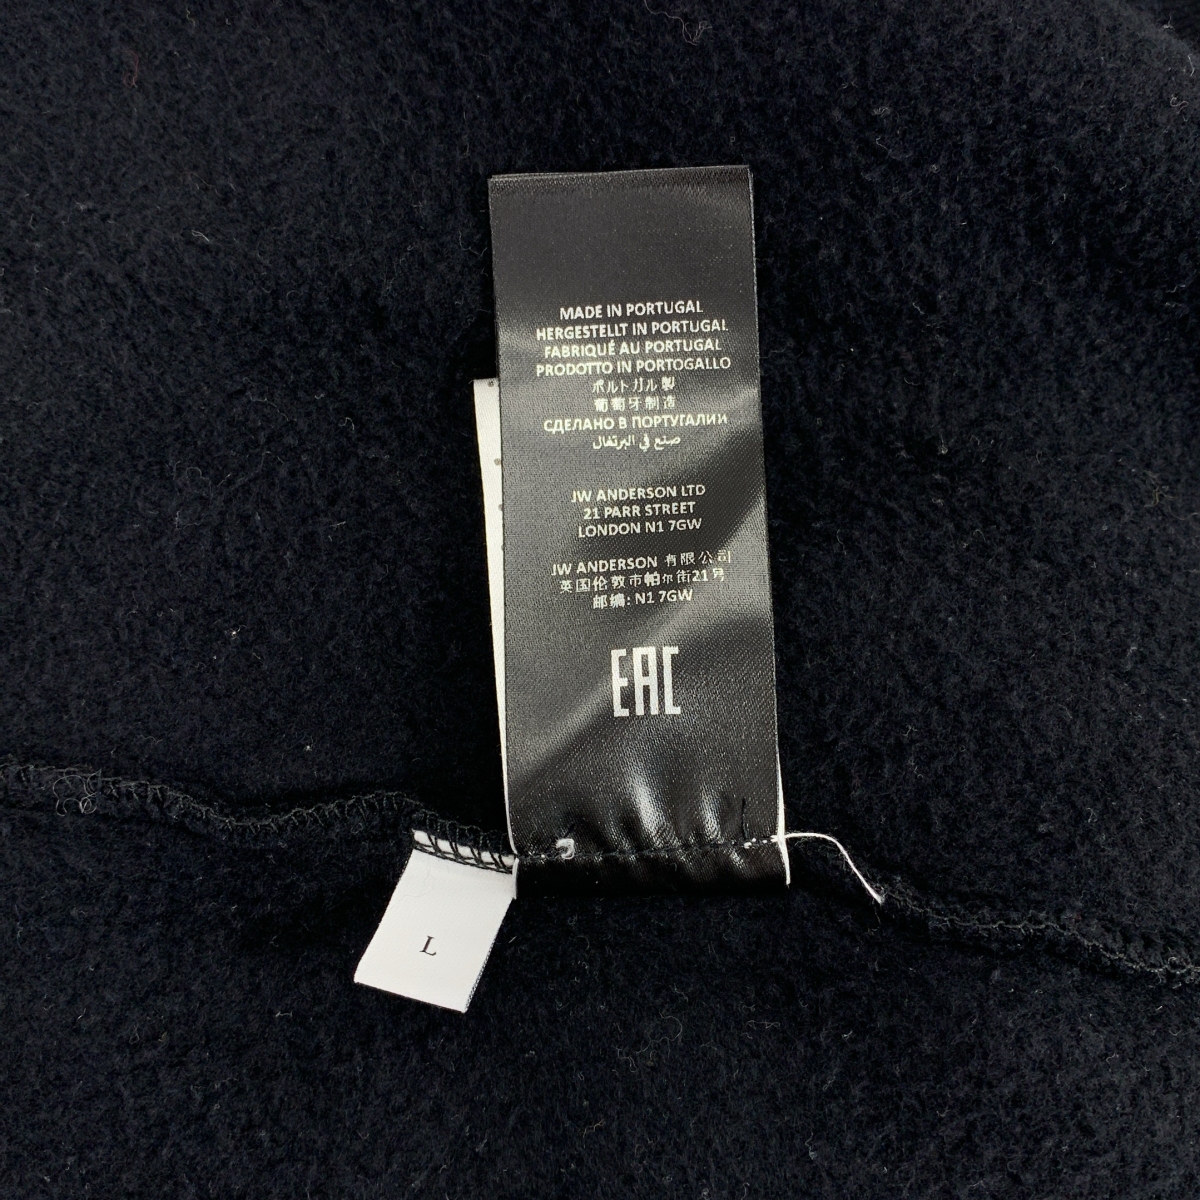 MADE IN PORTUGAL
HERGESTELLT IN PORTUGAL
FABRIQUÉ AU PORTUGAL
PRODOTTO IN PORTOGALLO
ポルトガル製
葡萄牙制造
СДЕЛАНО В ПОРТУГАЛИИ
صنع في البرتغال
JW ANDERSON LTD
21 PARR STREET
LONDON N1 7GW
JW ANDERSON 有限公司
英国伦敦市帕尔街21号
邮编: N1 7GW
EAC
L